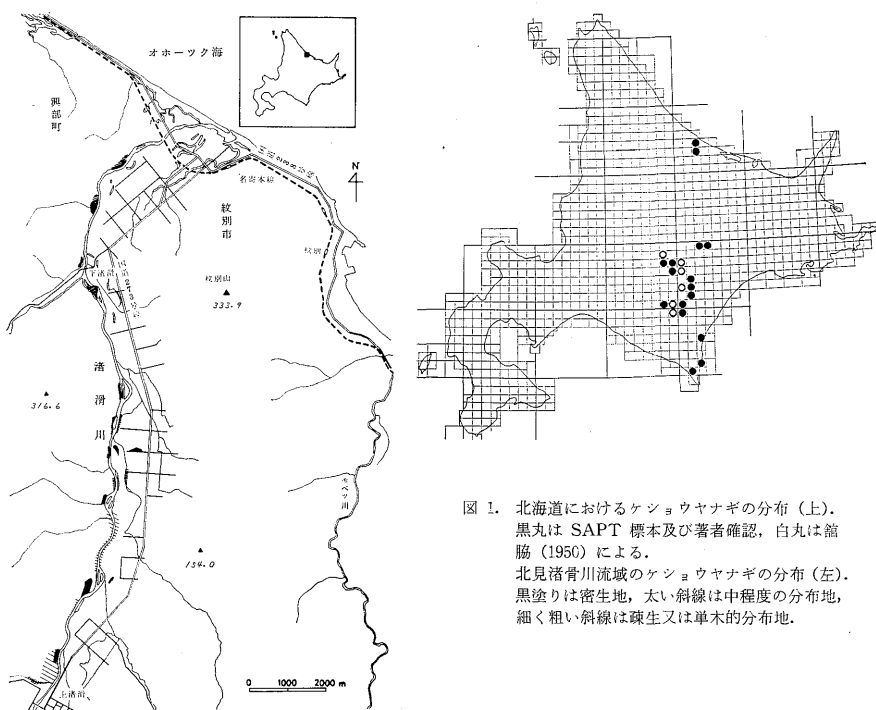 オホーツク海
興部町
N
名寄本線
紋別市
紋別
紋別山
333.9
下渚滑
渚滑川
316.6
モベツ川
154.0
上渚滑
0 1000 2000 m
図 1. 北海道におけるケショウヤナギの分布（上）.
黒丸は SAPT 標本及び著者確認，白丸は舘
脇（1950）による.
北見渚骨川流域のケショウヤナギの分布（左）.
黒塗りは密生地，太い斜線は中程度の分布地，
細く粗い斜線は疎生又は単木的分布地.